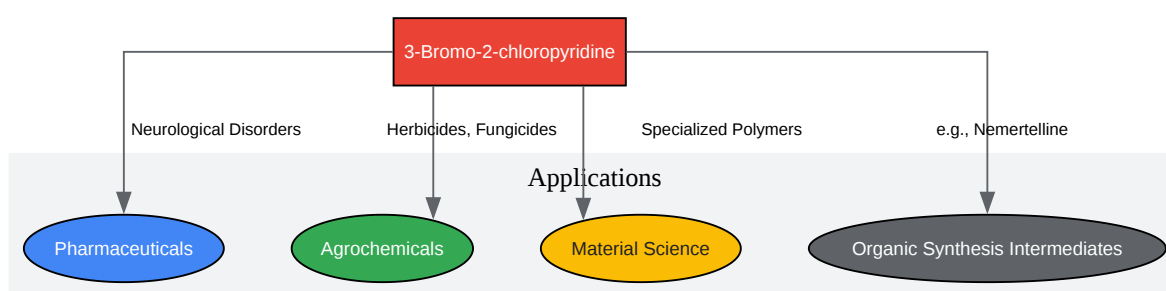 3-Bromo-2-chloropyridine
Neurological Disorders
Herbicides, Fungicides
Specialized Polymers
e.g., Nemertelline
Applications
Pharmaceuticals
Agrochemicals
Material Science
Organic Synthesis Intermediates